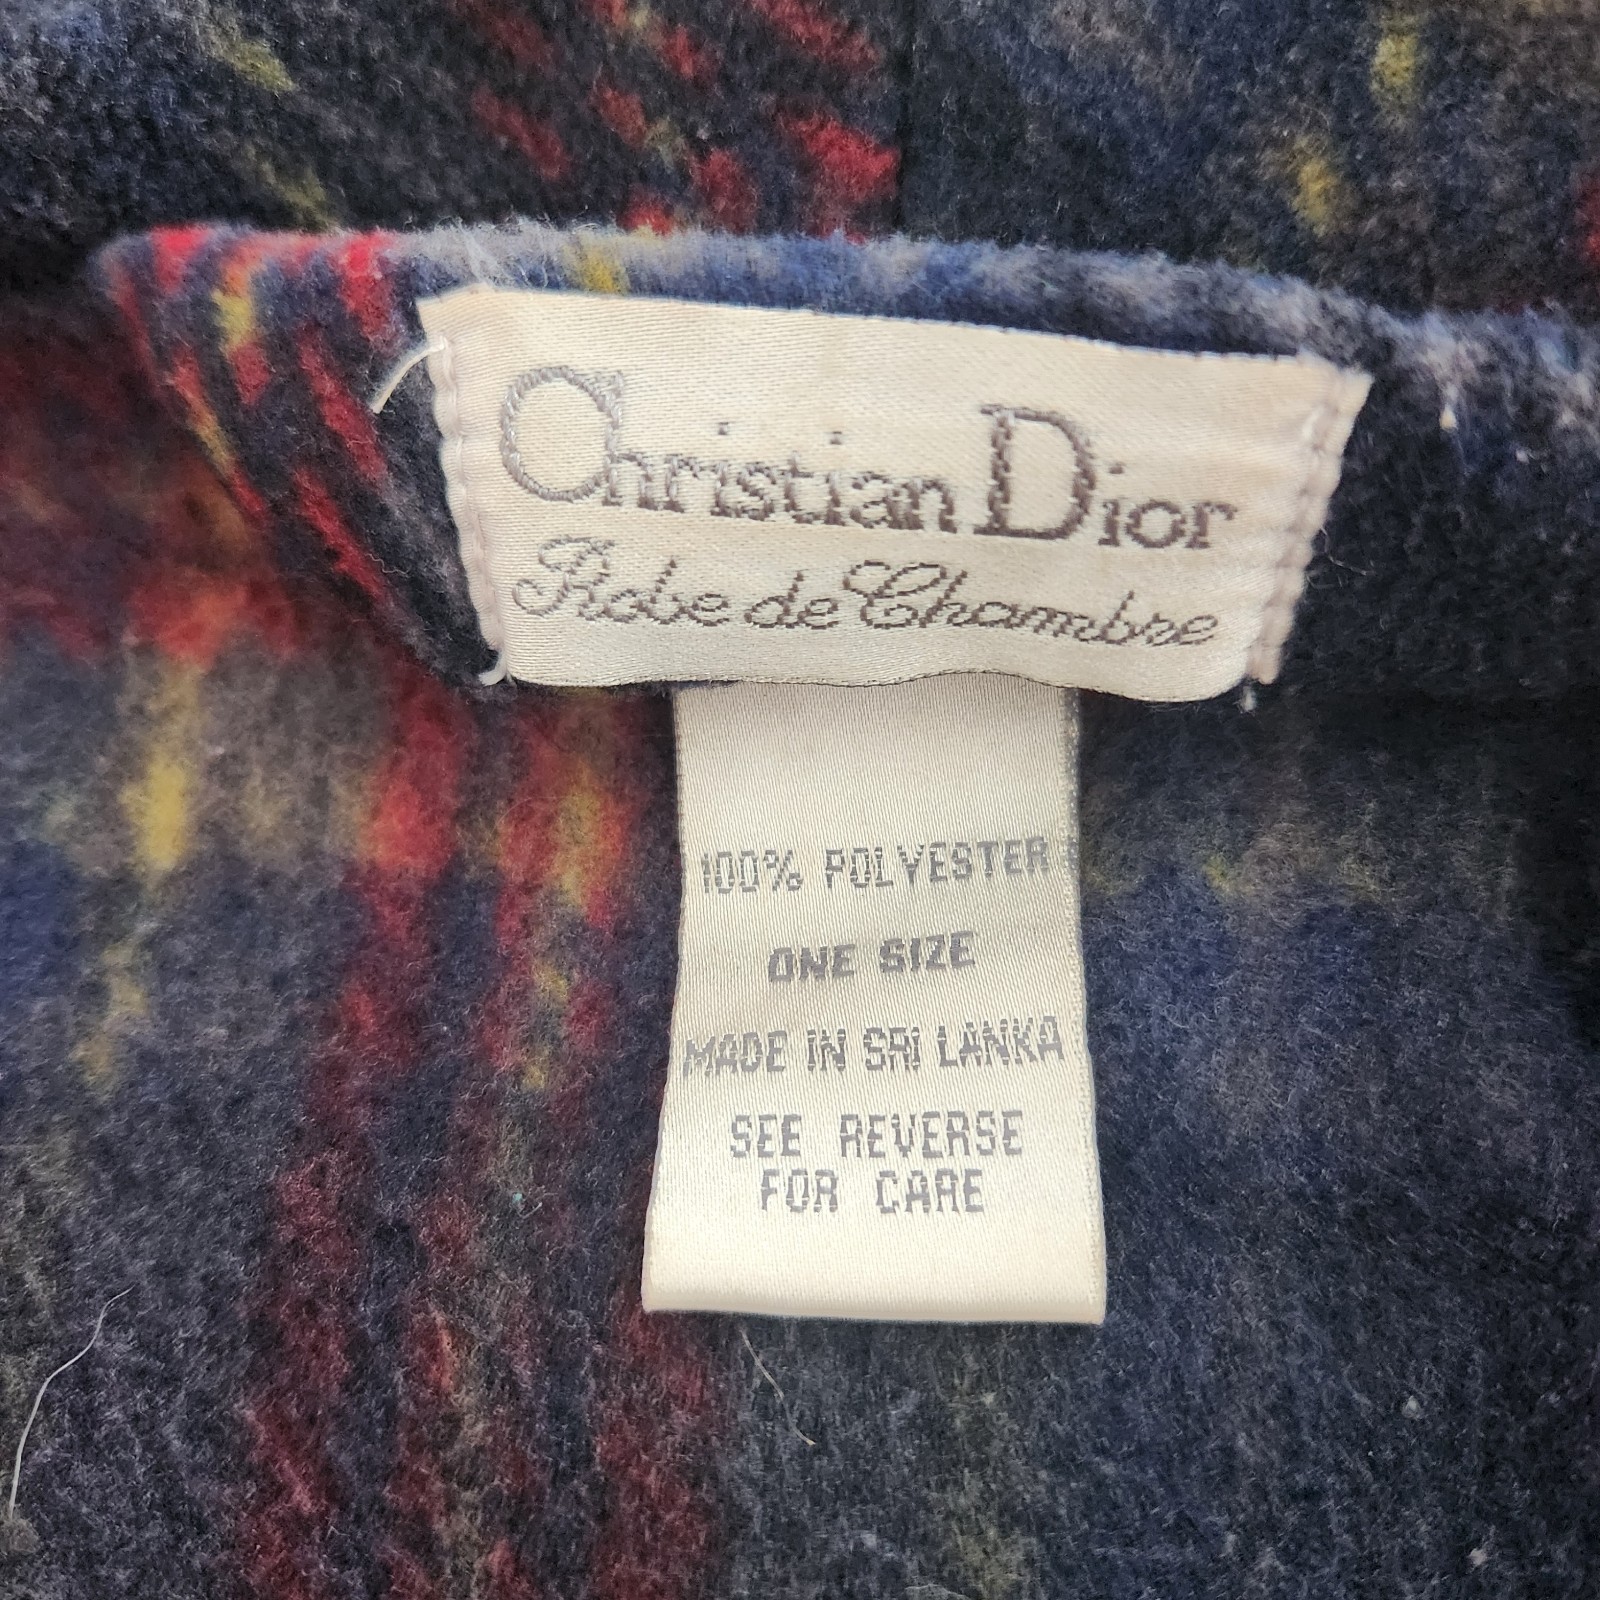 Christian Dior
Robe de Chambre
100% POLYESTER
ONE SIZE
MADE IN SRI LANKA
SEE REVERSE
FOR CARE